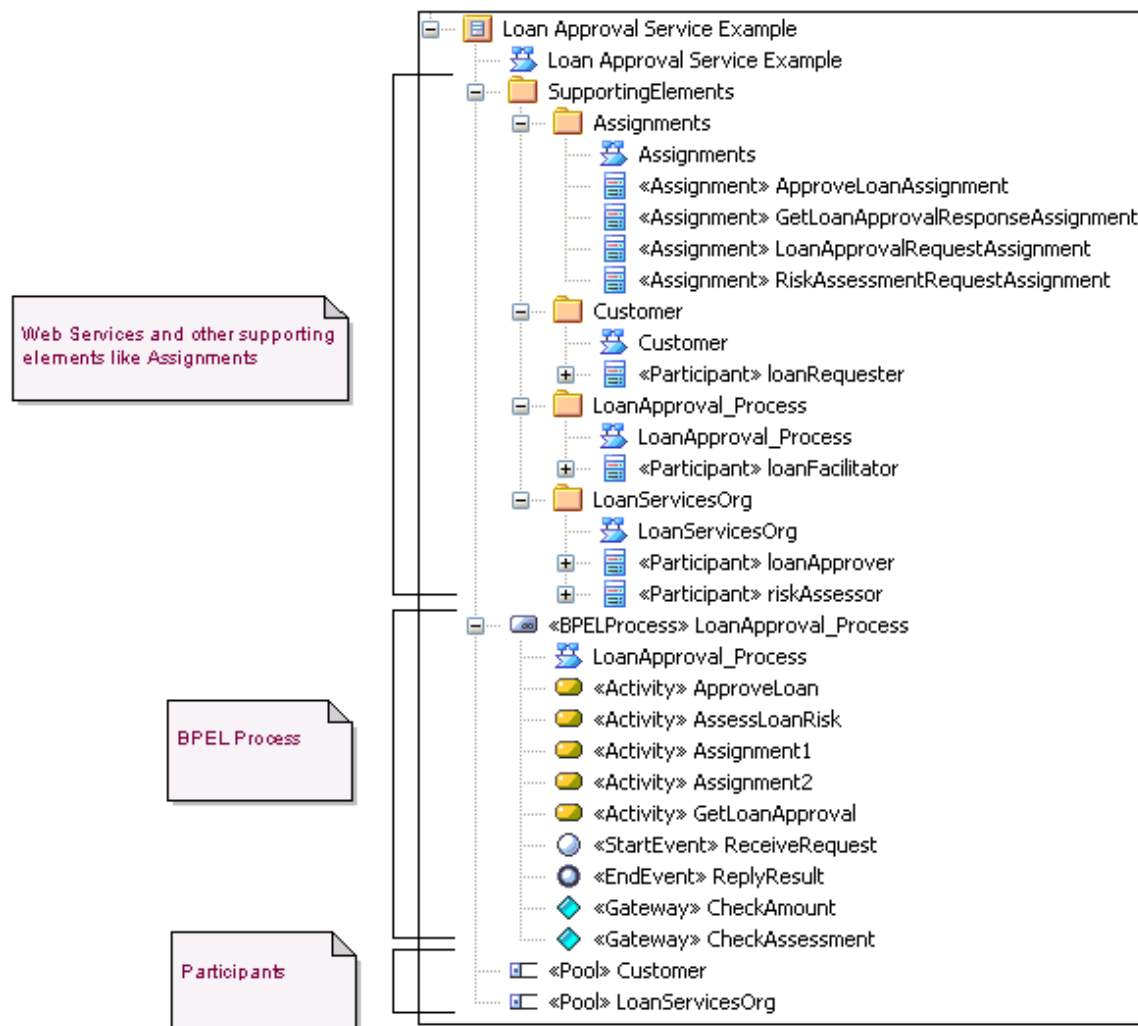 Loan Approval Service Example
Loan Approval Service Example
SupportingElements
Assignments
Assignments
«Assignment» ApproveLoanAssignment
«Assignment» GetLoanApprovalResponseAssignment
«Assignment» LoanApprovalRequestAssignment
«Assignment» RiskAssessmentRequestAssignment
Customer
Customer
«Participant» loanRequester
LoanApproval_Process
LoanApproval_Process
«Participant» loanFacilitator
LoanServicesOrg
LoanServicesOrg
«Participant» loanApprover
«Participant» riskAssessor
Web Services and other supporting
elements like Assignments
«BPELProcess» LoanApproval_Process
LoanApproval_Process
«Activity» ApproveLoan
«Activity» AssessLoanRisk
«Activity» Assignment1
«Activity» Assignment2
«Activity» GetLoanApproval
«StartEvent» ReceiveRequest
«EndEvent» ReplyResult
«Gateway» CheckAmount
«Gateway» CheckAssessment
BPEL Process
«Pool» Customer
«Pool» LoanServicesOrg
Participants